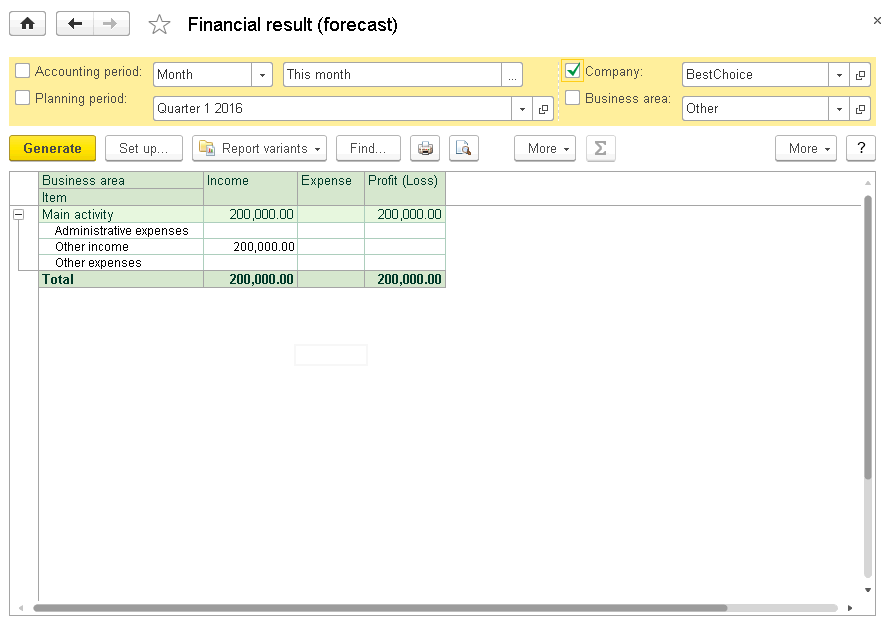 Financial result (forecast)
Accounting period: Month This month ... Company: BestChoice
Planning period: Quarter 1 2016 Business area: Other
Generate Set up... Report variants Find... More Σ More ?
Business area Income Expense Profit (Loss)
Item
Main activity 200,000.00 200,000.00
Administrative expenses
Other income 200,000.00
Other expenses
Total 200,000.00 200,000.00